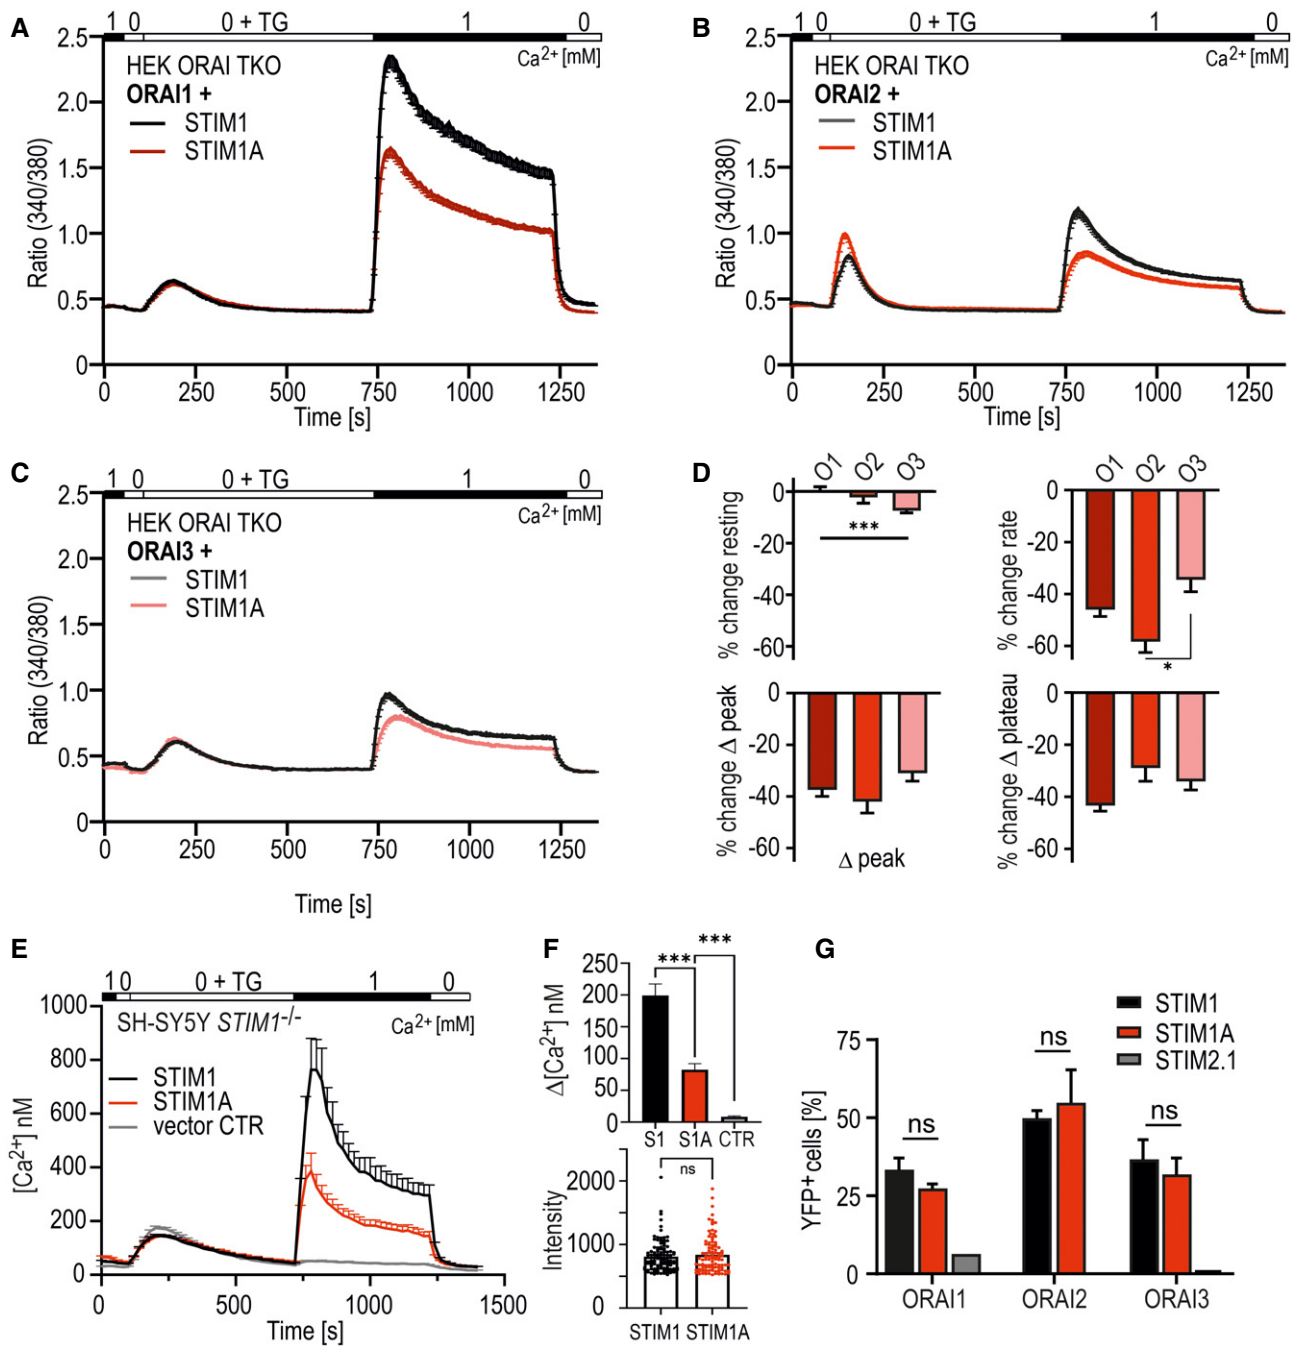 A
1 0 0 + TG 1 0
Ca2+ [mM]
HEK ORAI TKO
ORAI1 +
STIM1
STIM1A
Ratio (340/380)
2.5
2.0
1.5
1.0
0.5
0
0 250 500 750 1000 1250
Time [s]
B
1 0 0 + TG 1 0
Ca2+ [mM]
HEK ORAI TKO
ORAI2 +
STIM1
STIM1A
Ratio (340/380)
2.5
2.0
1.5
1.0
0.5
0
0 250 500 750 1000 1250
Time [s]
C
1 0 0 + TG 1 0
Ca2+ [mM]
HEK ORAI TKO
ORAI3 +
STIM1
STIM1A
Ratio (340/380)
2.5
2.0
1.5
1.0
0.5
0
0 250 500 750 1000 1250
Time [s]
D
O1 O2 O3
% change resting
0
-20
-40
-60
***
O1 O2 O3
% change rate
0
-20
-40
-60
*
% change Δ peak
0
-20
-40
-60
Δ peak
% change Δ plateau
0
-20
-40
-60
E
10 0 + TG 1 0
Ca2+ [mM]
SH-SY5Y STIM1-/-
STIM1
STIM1A
vector CTR
[Ca2+] nM
1000
800
600
400
200
0
0 500 1000 1500
Time [s]
F
***
***
Δ[Ca2+] nM
250
200
150
100
50
0
S1 S1A CTR
ns
Intensity
2000
1000
0
STIM1 STIM1A
G
STIM1
STIM1A
STIM2.1
YFP+cells [%]
75
50
25
0
ns
ns
ns
ORAI1 ORAI2 ORAI3